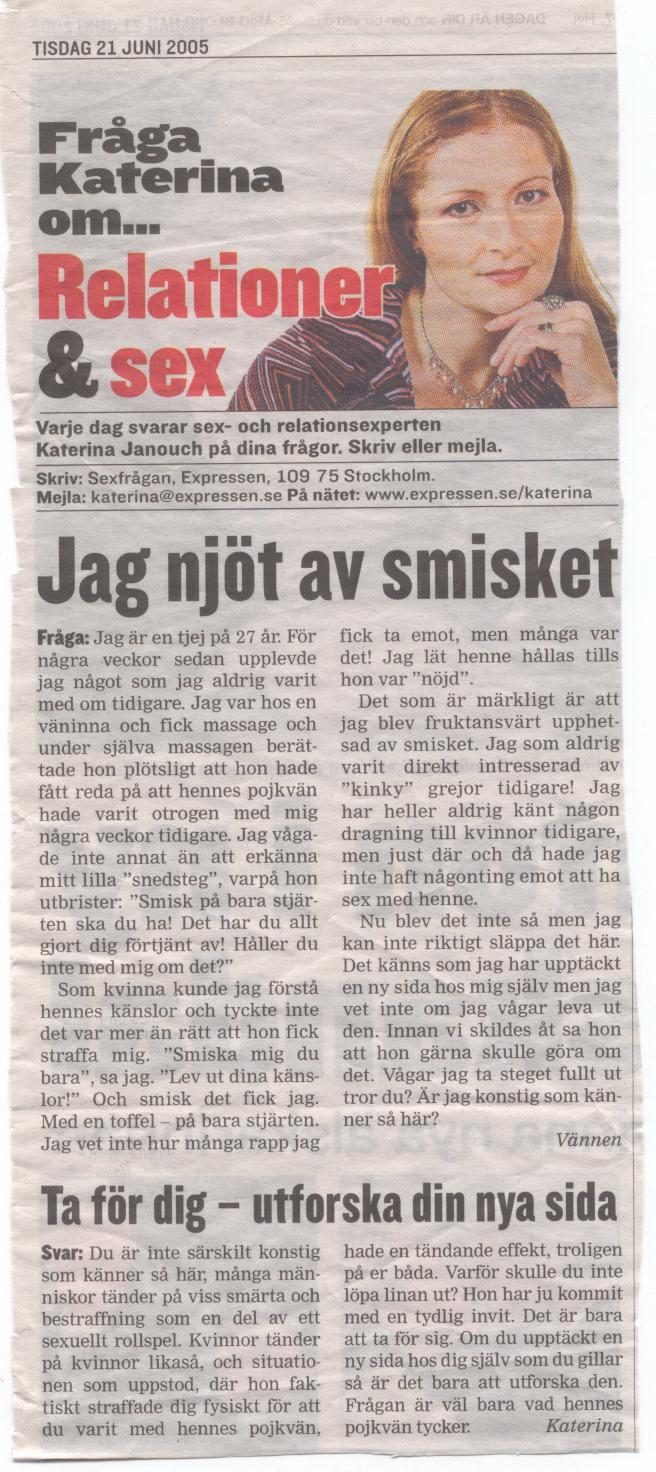 TISDAG 21 JUNI 2005
Fråga
Katerina
om...
Relationer
& sex
Varje dag svarar sex- och relationsexperten
Katerina Janouch på dina frågor. Skriv eller mejla.
Skriv: Sexfrågan, Expressen, 109 75 Stockholm.
Mejla: katerina@expressen.se På nätet: www.expressen.se/katerina
Jag njöt av smisket
Fråga: Jag är en tjej på 27 år. För
några veckor sedan upplevde
jag något som jag aldrig varit
med om tidigare. Jag var hos en
väninna och fick massage och
under själva massagen berät-
tade hon plötsligt att hon hade
fått reda på att hennes pojkvän
hade varit otrogen med mig
några veckor tidigare. Jag våga-
de inte annat än att erkänna
mitt lilla ”snedsteg”, varpå hon
utbrister: ”Smisk på bara stjär-
ten ska du ha! Det har du allt
gjort dig förtjänt av! Håller du
inte med mig om det?”
Som kvinna kunde jag förstå
hennes känslor och tyckte inte
det var mer än rätt att hon fick
straffa mig. ”Smiska mig du
bara”, sa jag. ”Lev ut dina käns-
lor!” Och smisk det fick jag.
Med en toffel – på bara stjärten.
Jag vet inte hur många rapp jag
fick ta emot, men många var
det! Jag lät henne hållas tills
hon var ”nöjd”.
Det som är märkligt är att
jag blev fruktansvärt upphet-
sad av smisket. Jag som aldrig
varit direkt intresserad av
”kinky” grejor tidigare! Jag
har heller aldrig känt någon
dragning till kvinnor tidigare,
men just där och då hade jag
inte haft någonting emot att ha
sex med henne.
Nu blev det inte så men jag
kan inte riktigt släppa det här.
Det känns som jag har upptäckt
en ny sida hos mig själv men jag
vet inte om jag vågar leva ut
den. Innan vi skildes åt sa hon
att hon gärna skulle göra om
det. Vågar jag ta steget fullt ut
tror du? Är jag konstig som kän-
ner så här?
Vännen
Ta för dig – utforska din nya sida
Svar: Du är inte särskilt konstig
som känner så här, många män-
niskor tänder på viss smärta och
bestraffning som en del av ett
sexuellt rollspel. Kvinnor tänder
på kvinnor likaså, och situatio-
nen som uppstod, där hon fak-
tiskt straffade dig fysiskt för att
du varit med hennes pojkvän,
hade en tändande effekt, troligen
på er båda. Varför skulle du inte
löpa linan ut? Hon har ju kommit
med en tydlig invit. Det är bara
att ta för sig. Om du upptäckt en
ny sida hos dig själv som du gillar
så är det bara att utforska den.
Frågan är väl bara vad hennes
pojkvän tycker. Katerina